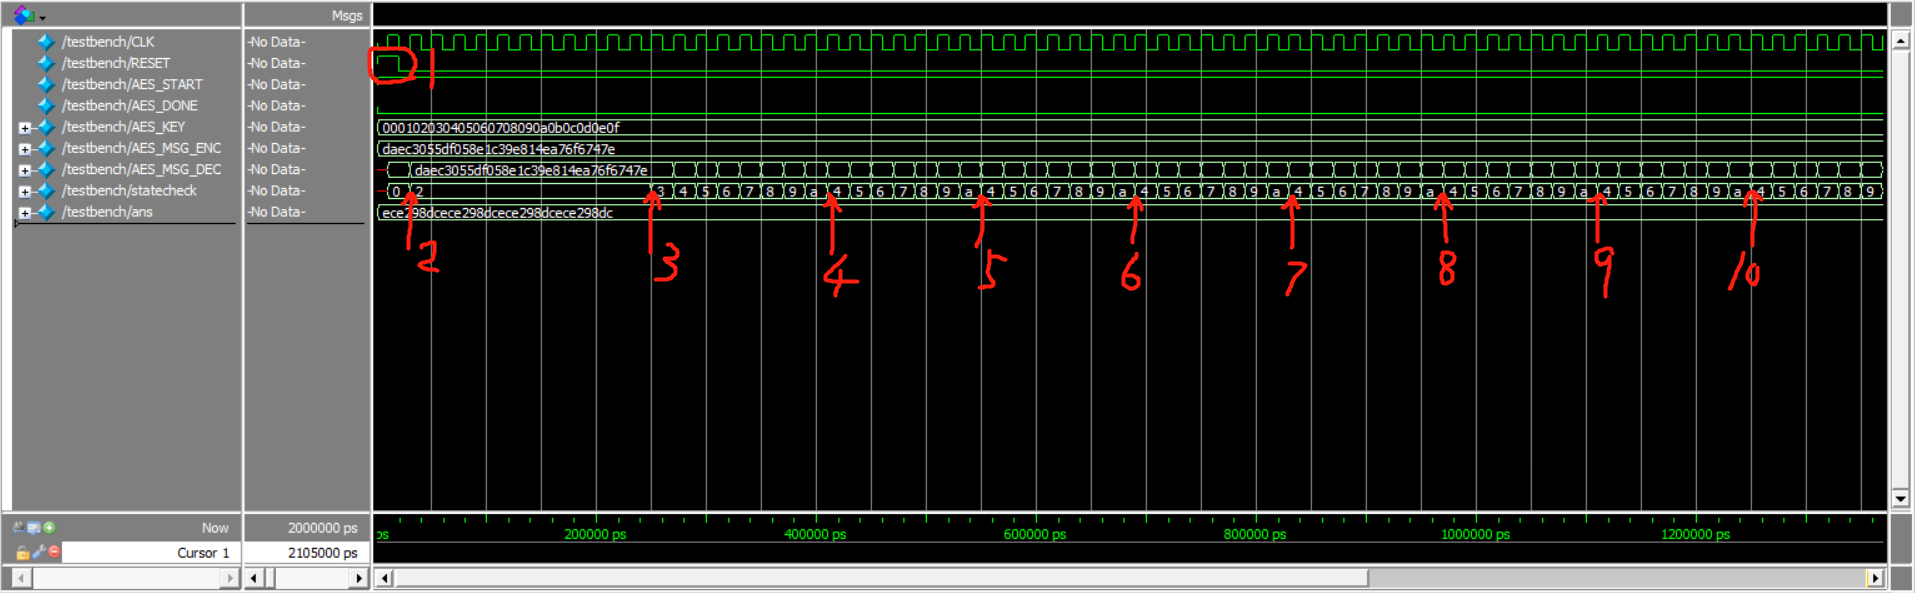 Msgs
/testbench/CLK -No Data-
/testbench/RESET -No Data- 1
/testbench/AES_START -No Data-
/testbench/AES_DONE -No Data-
/testbench/AES_KEY -No Data- 000102030405060708090a0b0c0d0e0f
/testbench/AES_MSG_ENC -No Data- daec3055df058e1c39e814ea76f6747e
/testbench/AES_MSG_DEC -No Data- daec3055df058e1c39e814ea76f6747e
/testbench/statecheck -No Data- 0 2 3 4 5 6 7 8 9 a 4 5 6 7 8 9 a 4 5 6 7 8 9 a 4 5 6 7 8 9 a 4 5 6 7 8 9 a 4 5 6 7 8 9 a 4 5 6 7 8 9 a 4 5 6 7 8 9
/testbench/ans -No Data- ece298dcece298dcece298dcece298dc
2 3 4 5 6 7 8 9 10
Now 2000000 ps ps 200000 ps 400000 ps 600000 ps 800000 ps 1000000 ps 1200000 ps
Cursor 1 2105000 ps